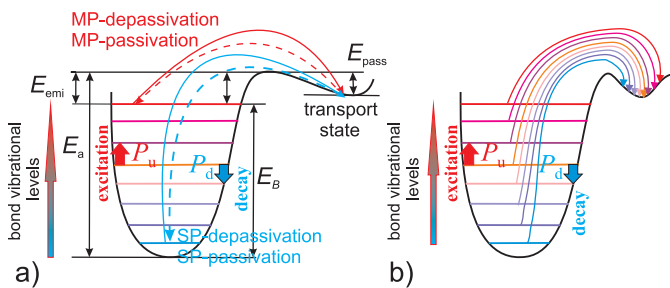 MP-depassivation
MP-passivation
E_emi
E_pass
transport
state
E_a
bond vibrational
levels
excitation
P_u
P_d
decay
E_B
SP-depassivation
SP-passivation
a)
bond vibrational
levels
excitation
P_u
P_d
decay
b)